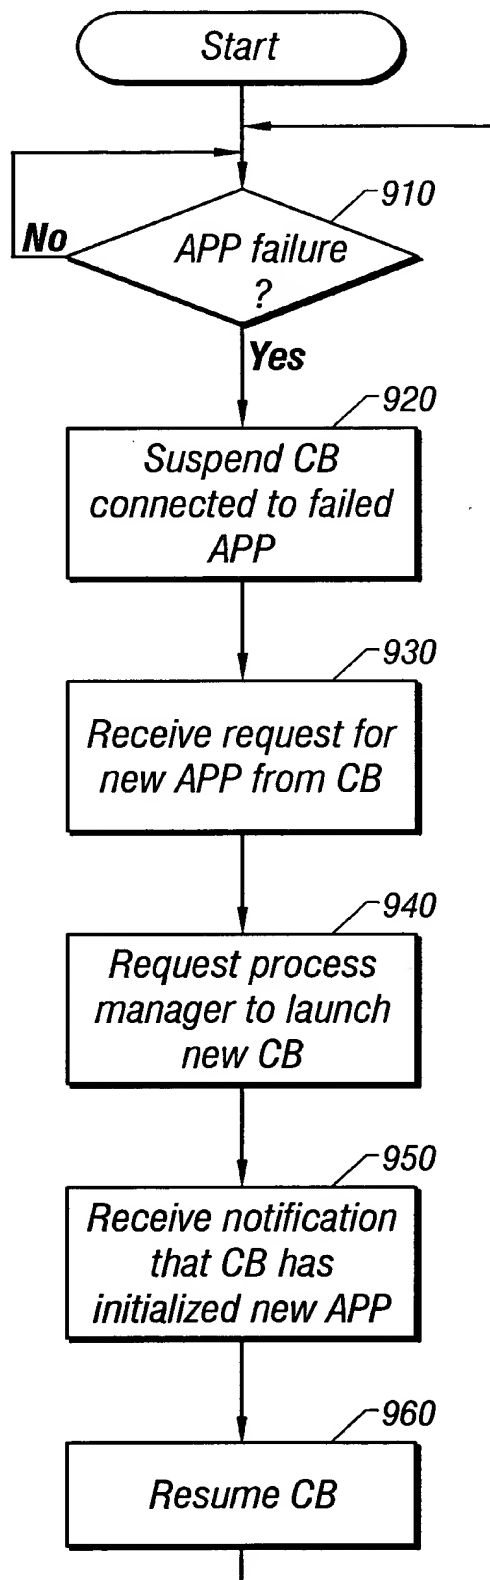 Start
910
No
APP failure
?
Yes
920
Suspend CB
connected to failed
APP
930
Receive request for
new APP from CB
940
Request process
manager to launch
new CB
950
Receive notification
that CB has
initialized new APP
960
Resume CB